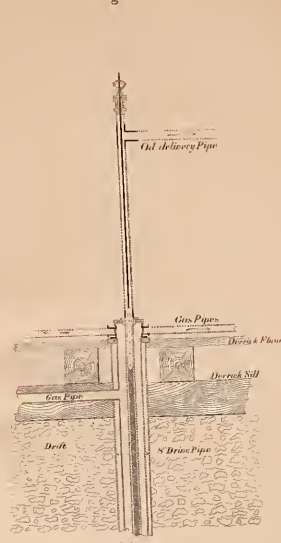 Oil delivery Pipe
Gas Pipes
Derrick Floor
Derrick Sill
Gas Pipe
Drift
8" Drive Pipe